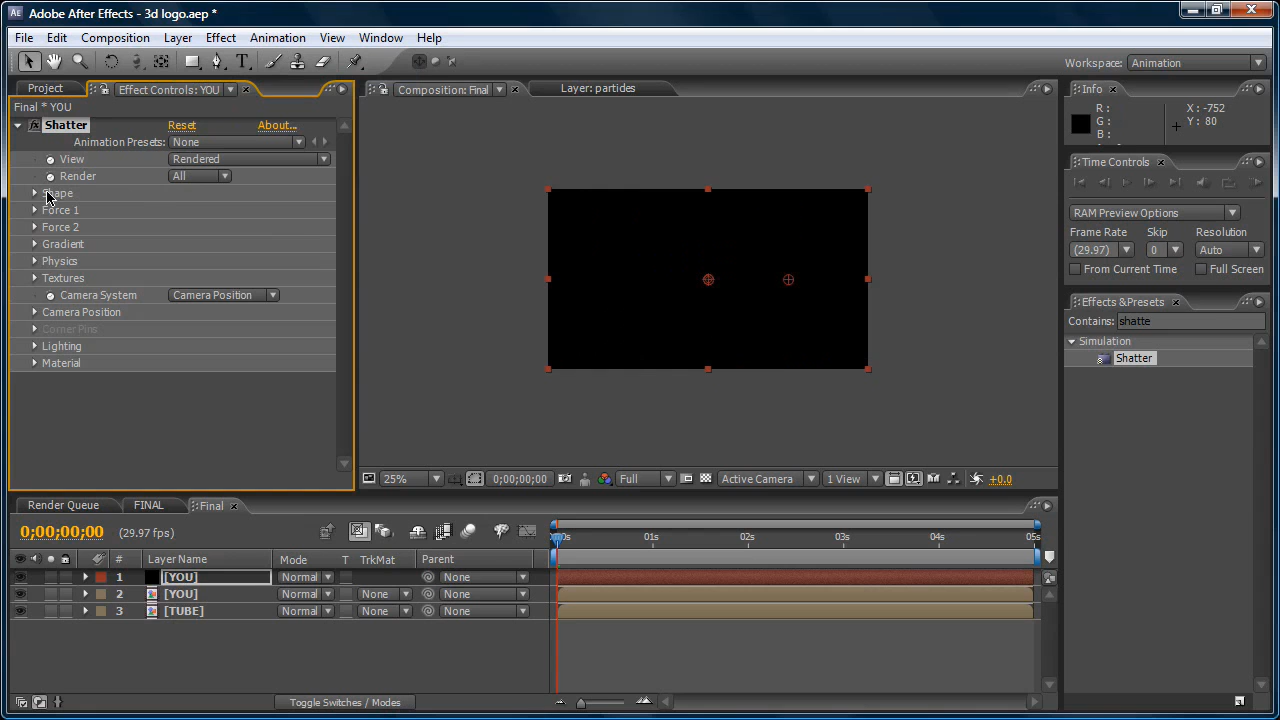 Adobe After Effects - 3d logo.aep *
File Edit Composition Layer Effect Animation View Window Help
Workspace: Animation
Project Effect Controls: YOU
Composition: Final Layer: particles
Info
Final * YOU
Shatter Reset About...
Animation Presets: None
View Rendered
Render All
Shape
Force 1
Force 2
Gradient
Physics
Textures
Camera System Camera Position
Camera Position
Corner Pins
Lighting
Material
R :
G :
B :
X : -752
Y : 80
Time Controls
RAM Preview Options
Frame Rate Skip Resolution
(29.97) 0 Auto
From Current Time Full Screen
Effects &Presets
Contains: shatte
Simulation
Shatter
25% 0;00;00;00 Full Active Camera 1 View +0.0
Render Queue FINAL Final
0;00;00;00 (29.97 fps)
# Layer Name Mode T TrkMat Parent
01s 02s 03s 04s 05s
1 [YOU] Normal None
2 [YOU] Normal None None
3 [TUBE] Normal None None
Toggle Switches / Modes